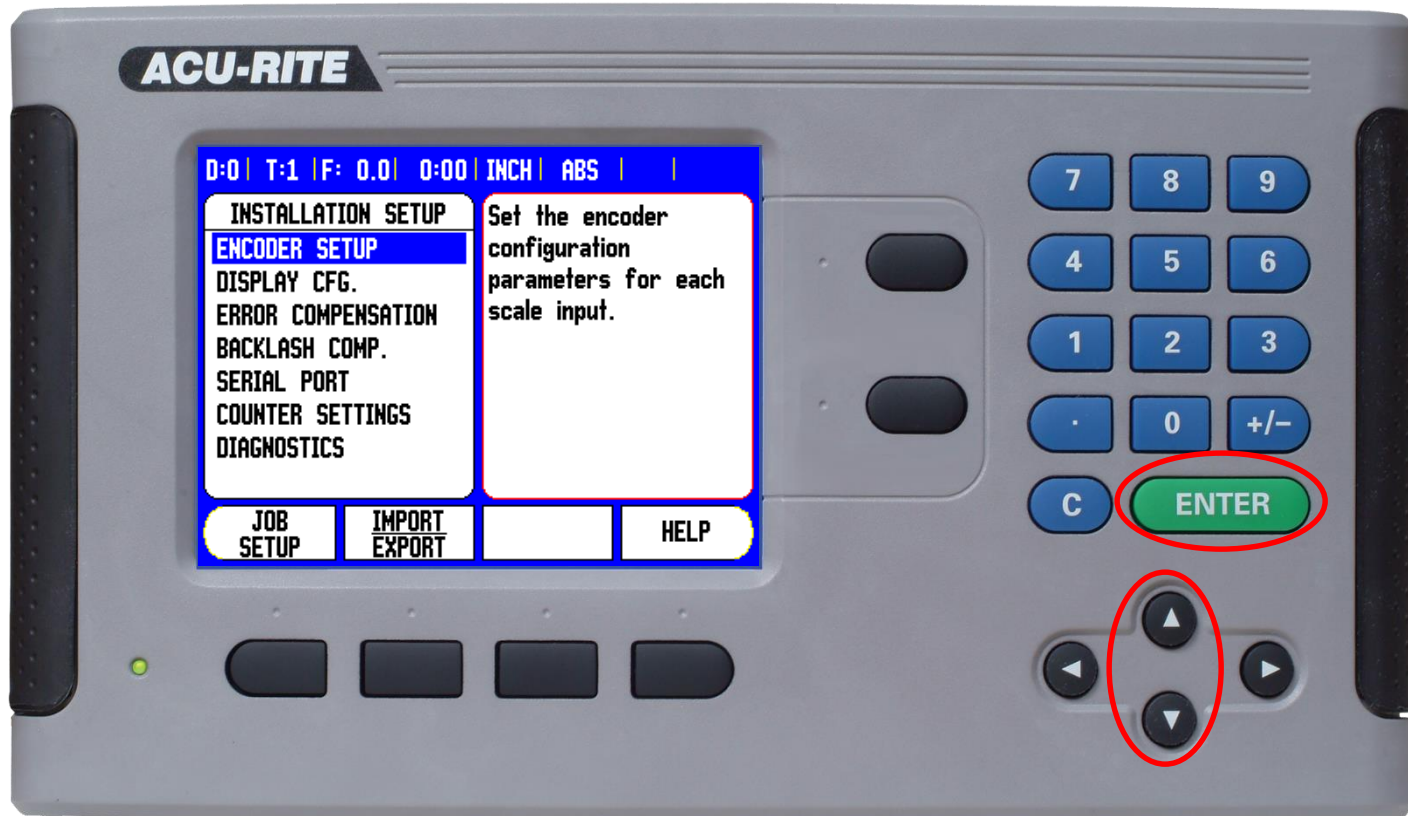 ACU-RITE
D:0 | T:1 | F: 0.0 | 0:00 | INCH | ABS | |
INSTALLATION SETUP
ENCODER SETUP
DISPLAY CFG.
ERROR COMPENSATION
BACKLASH COMP.
SERIAL PORT
COUNTER SETTINGS
DIAGNOSTICS
Set the encoder
configuration
parameters for each
scale input.
JOB
SETUP
IMPORT
EXPORT
HELP
7 8 9
4 5 6
1 2 3
. 0 +/−
C ENTER